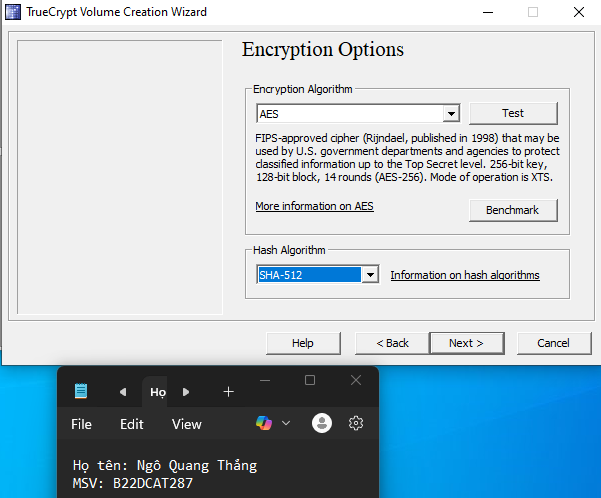 TrueCrypt Volume Creation Wizard
Encryption Options
Encryption Algorithm
AES
Test
FIPS-approved cipher (Rijndael, published in 1998) that may be
used by U.S. government departments and agencies to protect
classified information up to the Top Secret level. 256-bit key,
128-bit block, 14 rounds (AES-256). Mode of operation is XTS.
More information on AES
Benchmark
Hash Algorithm
SHA-512
Information on hash algorithms
Help
< Back
Next >
Cancel
Họ
File
Edit
View
Họ tên: Ngô Quang Thắng
MSV: B22DCAT287